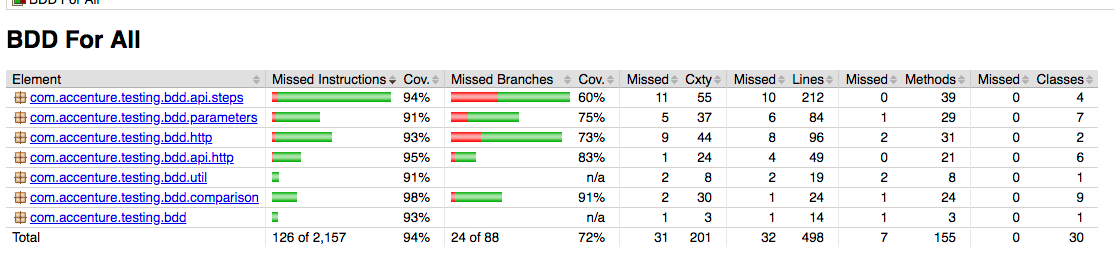 BDD For All
BDD For All
Element Missed Instructions Cov. Missed Branches Cov. Missed Cxty Missed Lines Missed Methods Missed Classes
com.accenture.testing.bdd.api.steps 94% 60% 11 55 10 212 0 39 0 4
com.accenture.testing.bdd.parameters 91% 75% 5 37 6 84 1 29 0 7
com.accenture.testing.bdd.http 93% 73% 9 44 8 96 2 31 0 2
com.accenture.testing.bdd.api.http 95% 83% 1 24 4 49 0 21 0 6
com.accenture.testing.bdd.util 91% n/a 2 8 2 19 2 8 0 1
com.accenture.testing.bdd.comparison 98% 91% 2 30 1 24 1 24 0 9
com.accenture.testing.bdd 93% n/a 1 3 1 14 1 3 0 1
Total 126 of 2,157 94% 24 of 88 72% 31 201 32 498 7 155 0 30